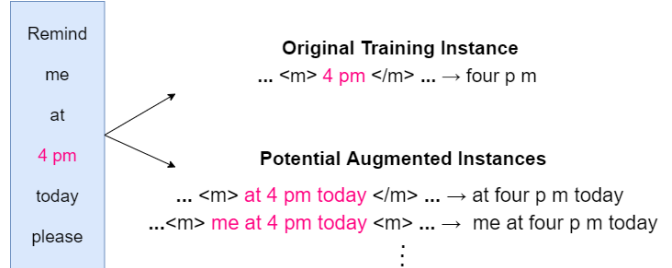 Remind
me
at
4 pm
today
please
Original Training Instance
... <m> 4 pm </m> ... → four p m
Potential Augmented Instances
... <m> at 4 pm today </m> ... → at four p m today
...<m> me at 4 pm today <m> ... → me at four p m today
⋮